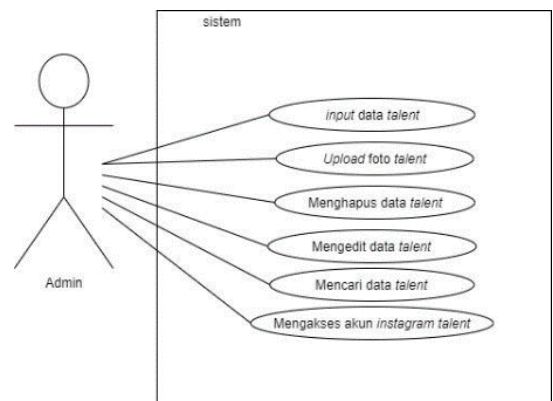 sistem
input data talent
Upload foto talent
Menghapus data talent
Mengedit data talent
Mencari data talent
Mengakses akun instagram talent
Admin